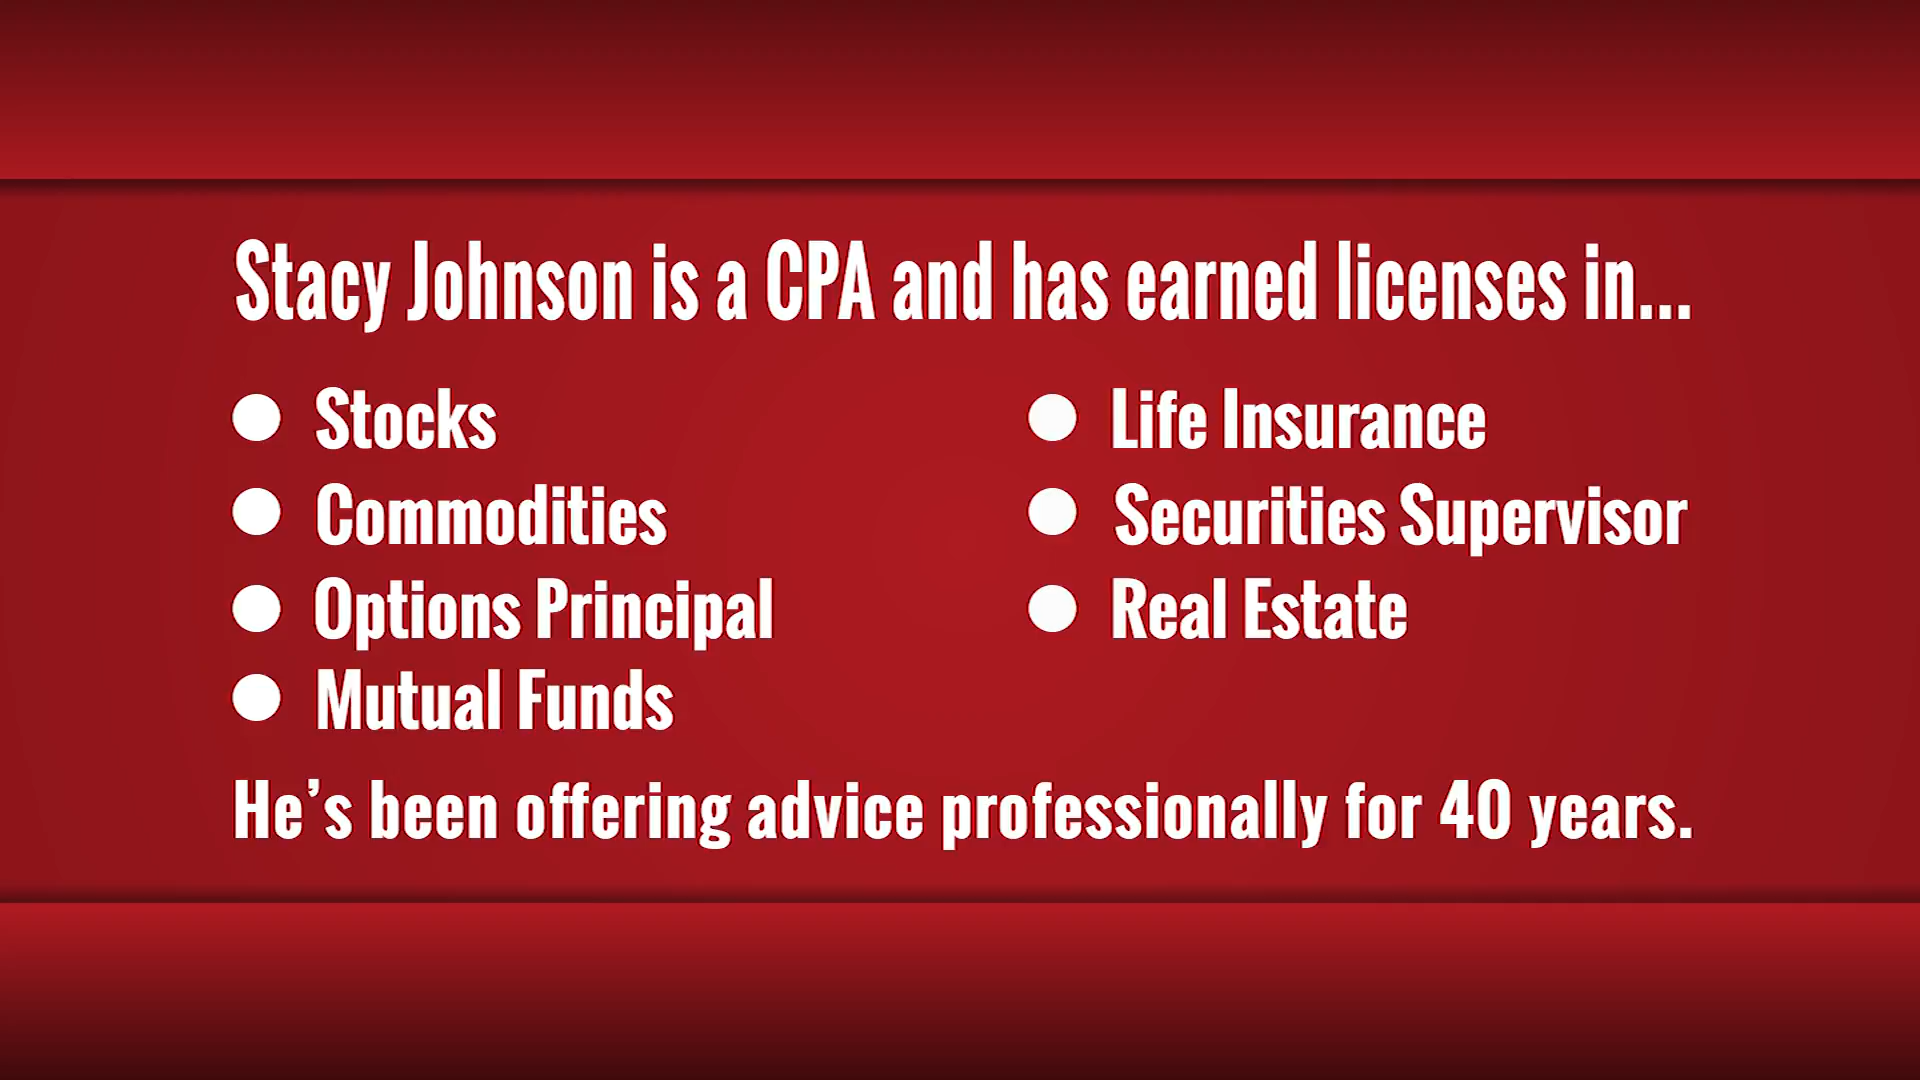 Stacy Johnson is a CPA and has earned licenses in...
Stocks
Commodities
Options Principal
Mutual Funds
Life Insurance
Securities Supervisor
Real Estate
He’s been offering advice professionally for 40 years.